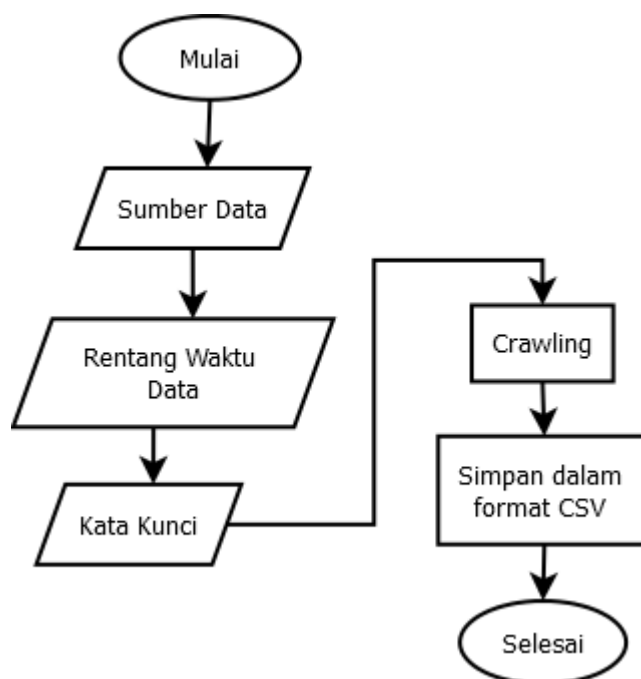 Mulai
Sumber Data
Rentang Waktu
Data
Kata Kunci
Crawling
Simpan dalam
format CSV
Selesai